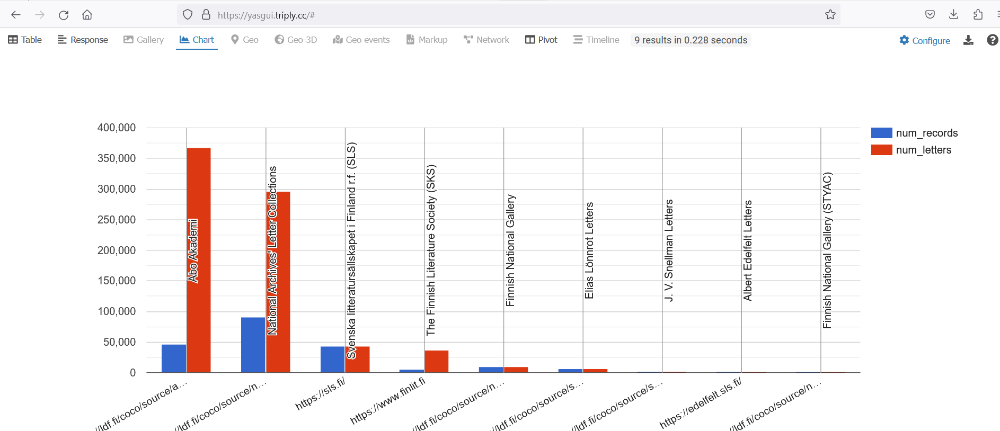 https://yasgui.triply.cc/#
Table Response Gallery Chart Geo Geo-3D Geo events Markup Network Pivot Timeline 9 results in 0.228 seconds Configure
400,000
350,000
300,000
250,000
200,000
150,000
100,000
50,000
0
num_records
num_letters
Åbo Akademi
National Archives' Letter Collections
Svenska litteratursällskapet i Finland r.f. (SLS)
The Finnish Literature Society (SKS)
Finnish National Gallery
Elias Lönnrot Letters
J. V. Snellman Letters
Albert Edelfelt Letters
Finnish National Gallery (STYAC)
//ldf.fi/coco/source/a...
//ldf.fi/coco/source/n...
https://sls.fi/
https://www.finlit.fi
//ldf.fi/coco/source/n...
//ldf.fi/coco/source/s...
//ldf.fi/coco/source/s...
https://edelfelt.sls.fi/
//ldf.fi/coco/source/n...